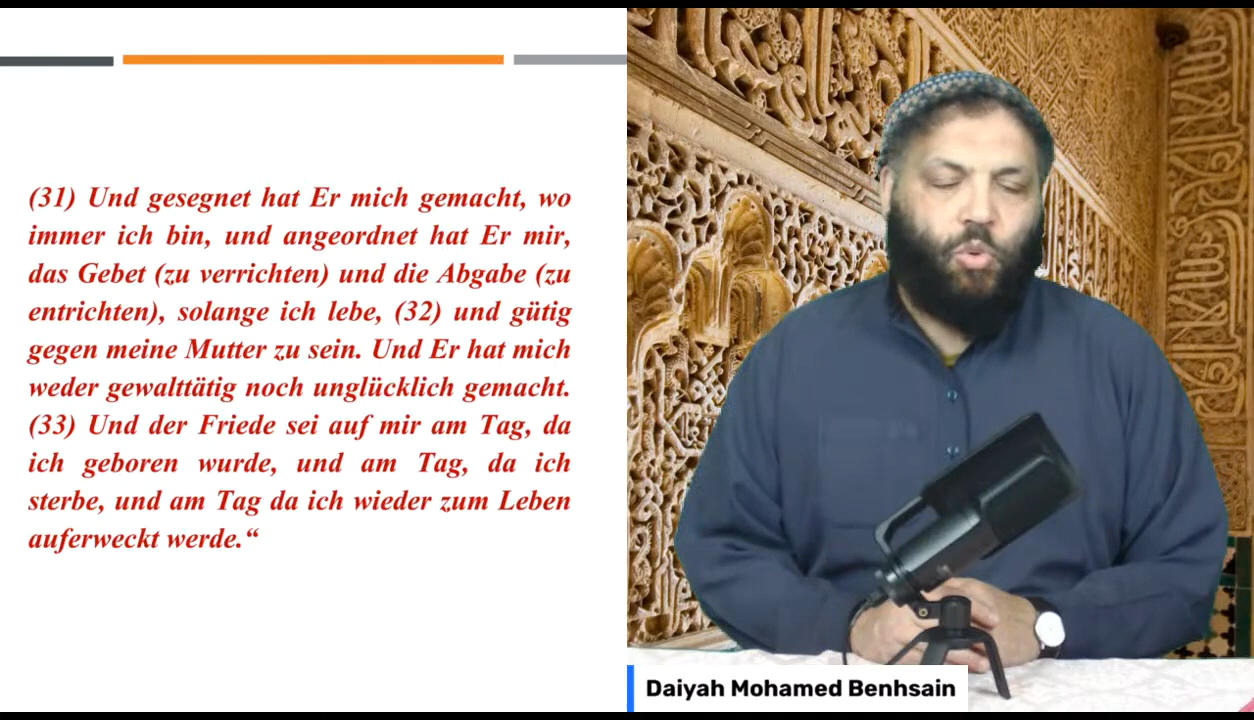 (31) Und gesegnet hat Er mich gemacht, wo
immer ich bin, und angeordnet hat Er mir,
das Gebet (zu verrichten) und die Abgabe (zu
entrichten), solange ich lebe, (32) und gütig
gegen meine Mutter zu sein. Und Er hat mich
weder gewalttätig noch unglücklich gemacht.
(33) Und der Friede sei auf mir am Tag, da
ich geboren wurde, und am Tag, da ich
sterbe, und am Tag da ich wieder zum Leben
auferweckt werde.“
Daiyah Mohamed Benhsain